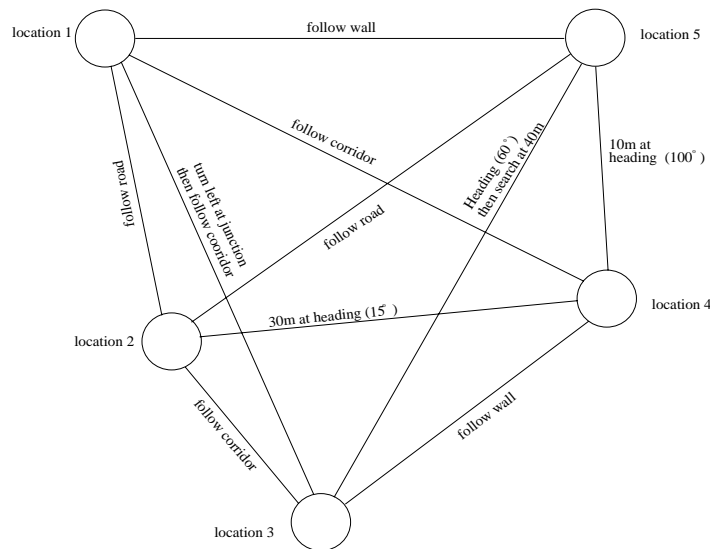 location 1
follow wall
location 5
follow corridor
Heading (60°)
then search at 40m
10m at
heading (100°)
follow road
turn left at junction
then follow cooridor
follow road
location 4
30m at heading (15°)
location 2
follow corridor
follow wall
location 3